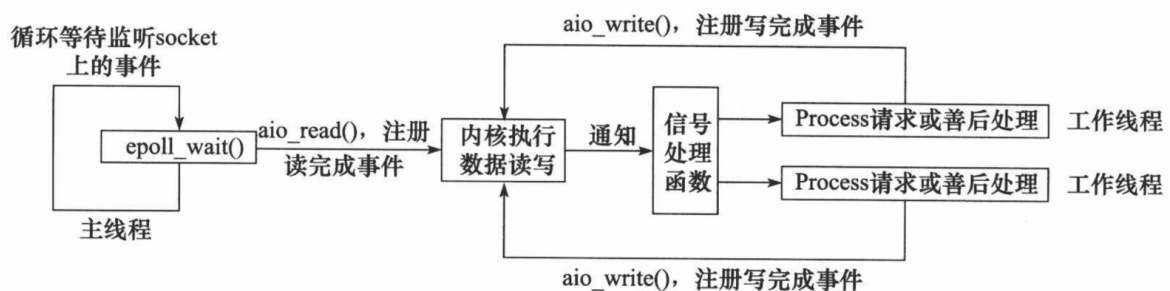 aio_write()，注册写完成事件
循环等待监听socket
上的事件
epoll_wait()
主线程
aio_read()，注册
读完成事件
内核执行
数据读写
通知
信号
处理
函数
Process请求或善后处理
工作线程
Process请求或善后处理
工作线程
aio_write()，注册写完成事件